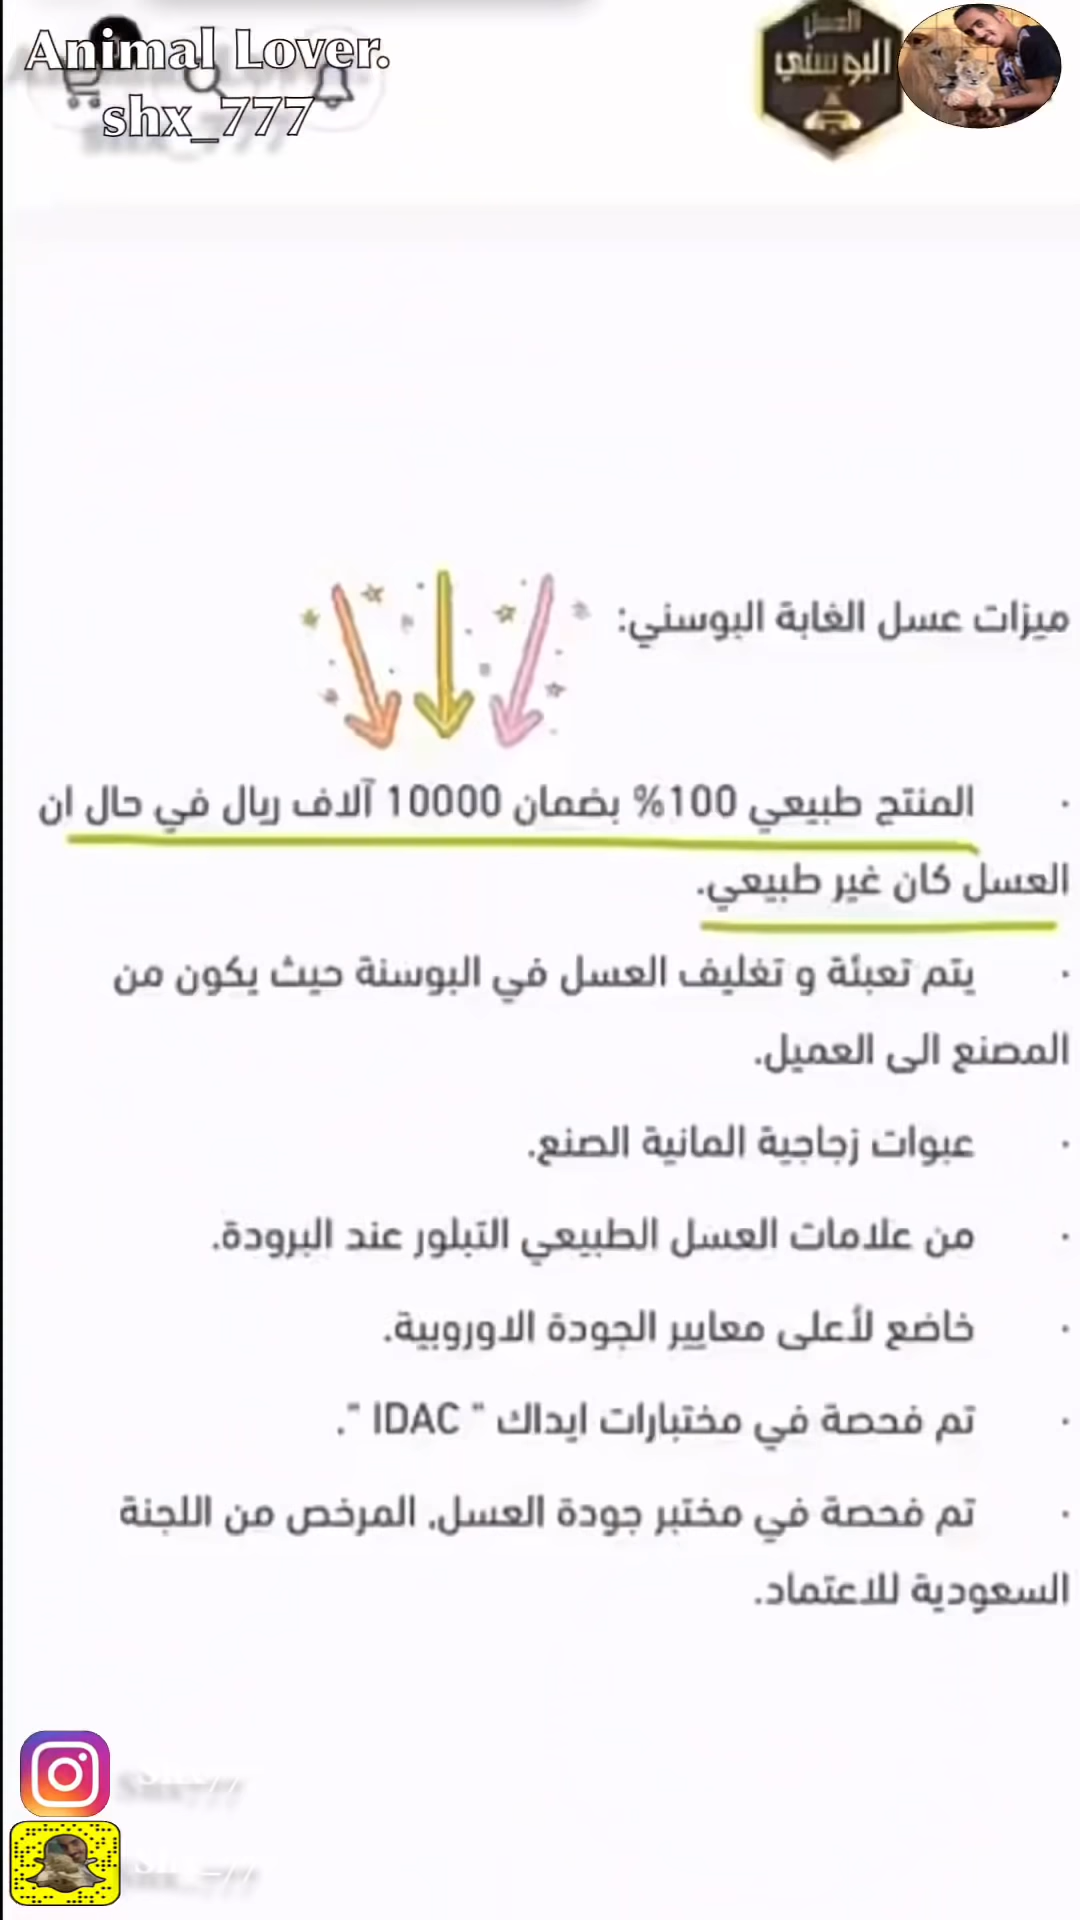 Animal Lover.
shx_777
العسل
البوسني
ميزات عسل الغابة البوسني:
· المنتج طبيعي 100% بضمان 10000 آلاف ريال في حال ان
العسل كان غير طبيعي.
· يتم تعبئة و تغليف العسل في البوسنة حيث يكون من
المصنع الى العميل.
· عبوات زجاجية المانية الصنع.
· من علامات العسل الطبيعي التبلور عند البرودة.
· خاضع لأعلى معايير الجودة الاوروبية.
· تم فحصة في مختبارات ايداك " IDAC ".
· تم فحصة في مختبر جودة العسل, المرخص من اللجنة
السعودية للاعتماد.